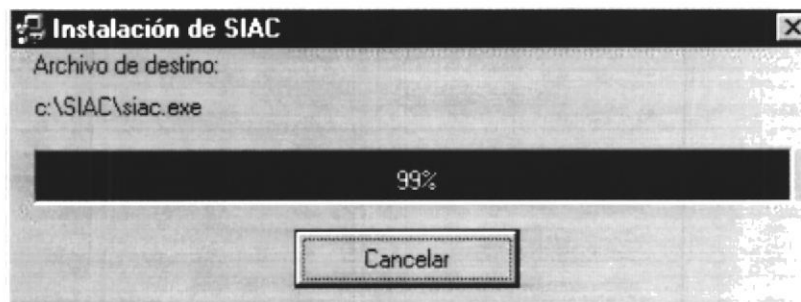 Instalación de SIAC
Archivo de destino:
c:\SIAC\siac.exe
99%
Cancelar